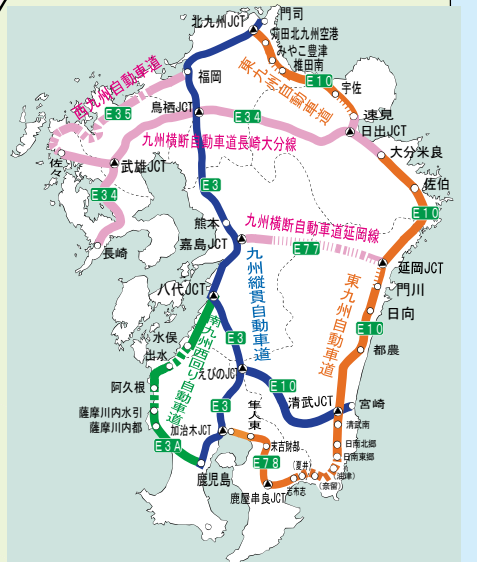 門司
北九州JCT
苅田北九州空港
みやこ豊津
椎田南
E10
宇佐
東九州自動車道
西九州自動車道
福岡
E35
鳥栖JCT
E34
速見
日出JCT
九州横断自動車道長崎大分線
大分米良
佐々
武雄JCT
E34
E3
佐伯
E10
長崎
熊本
嘉島JCT
九州横断自動車道延岡線
E77
延岡JCT
門川
日向
E10
都農
東九州自動車道
九州縦貫自動車道
八代JCT
E3
南九州西回り自動車道
水俣
出水
阿久根
えびのJCT
E10
薩摩川内水引
薩摩川内都
E3A
E3
加治木JCT
隼人東
清武JCT
宮崎
清武南
日南北郷
日南東郷
(油津)
(奈留)
(夏井)
志布志
末吉財部
E78
鹿屋串良JCT
鹿児島